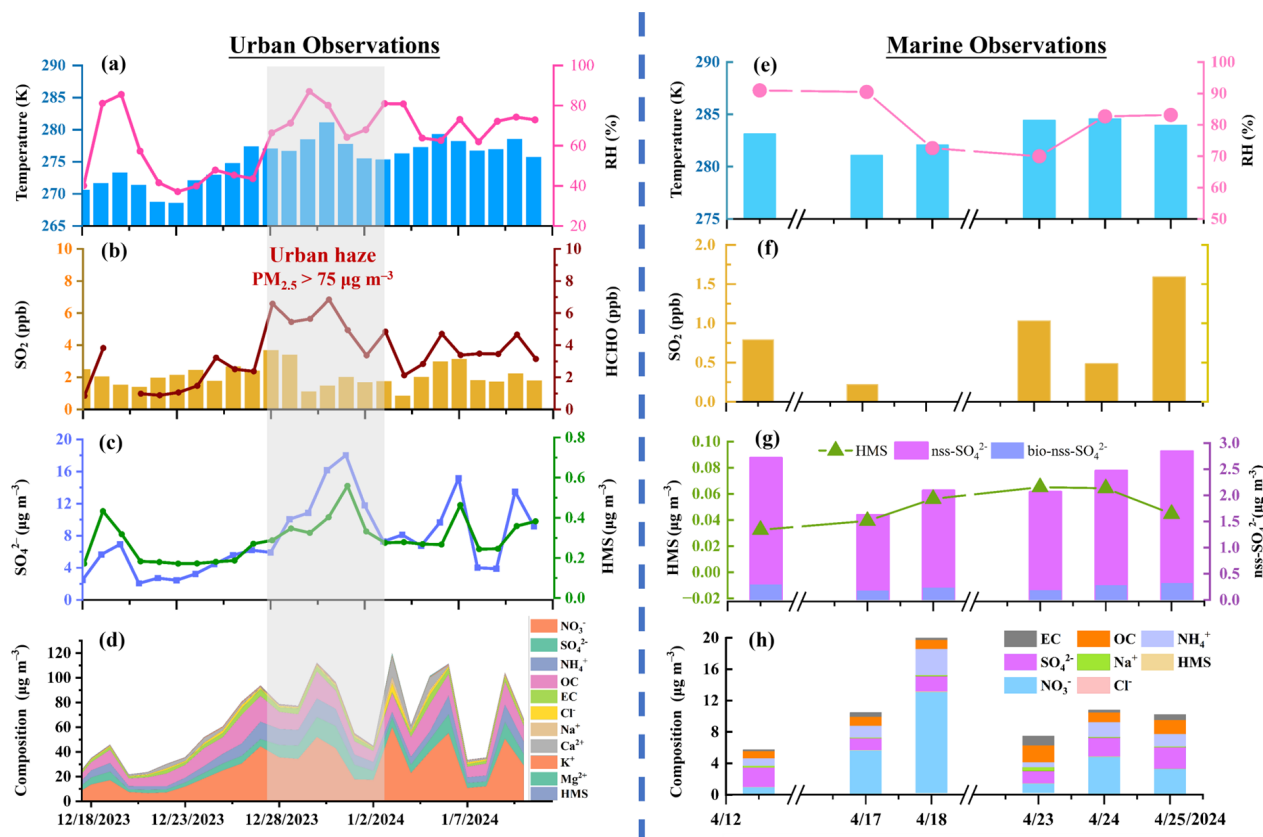 Urban Observations
Marine Observations
(a)
Temperature (K)
290
285
280
275
270
265
100
80
60
40
20
RH (%)
(b)
Urban haze
PM₂.₅ > 75 μg m⁻³
SO₂ (ppb)
10
8
6
4
2
0
10
8
6
4
2
0
HCHO (ppb)
(c)
SO₄²⁻ (μg m⁻³)
20
16
12
8
4
0
0.8
0.6
0.4
0.2
0.0
HMS (μg m⁻³)
(d)
Composition (μg m⁻³)
120
100
80
60
40
20
0
NO₃⁻
SO₄²⁻
NH₄⁺
OC
EC
Cl⁻
Na⁺
Ca²⁺
K⁺
Mg²⁺
HMS
12/18/2023 12/23/2023 12/28/2023 1/2/2024 1/7/2024
(e)
Temperature (K)
290
285
280
275
100
90
80
70
60
50
RH (%)
(f)
SO₂ (ppb)
2.0
1.5
1.0
0.5
0.0
(g)
HMS nss-SO₄²⁻ bio-nss-SO₄²⁻
HMS (μg m⁻³)
0.10
0.08
0.06
0.04
0.02
0.00
−0.02
3.0
2.5
2.0
1.5
1.0
0.5
0.0
nss-SO₄²⁻(μg m⁻³)
(h)
Composition (μg m⁻³)
20
16
12
8
4
0
EC OC NH₄⁺
SO₄²⁻ Na⁺ HMS
NO₃⁻ Cl⁻
4/12 4/17 4/18 4/23 4/24 4/25/2024